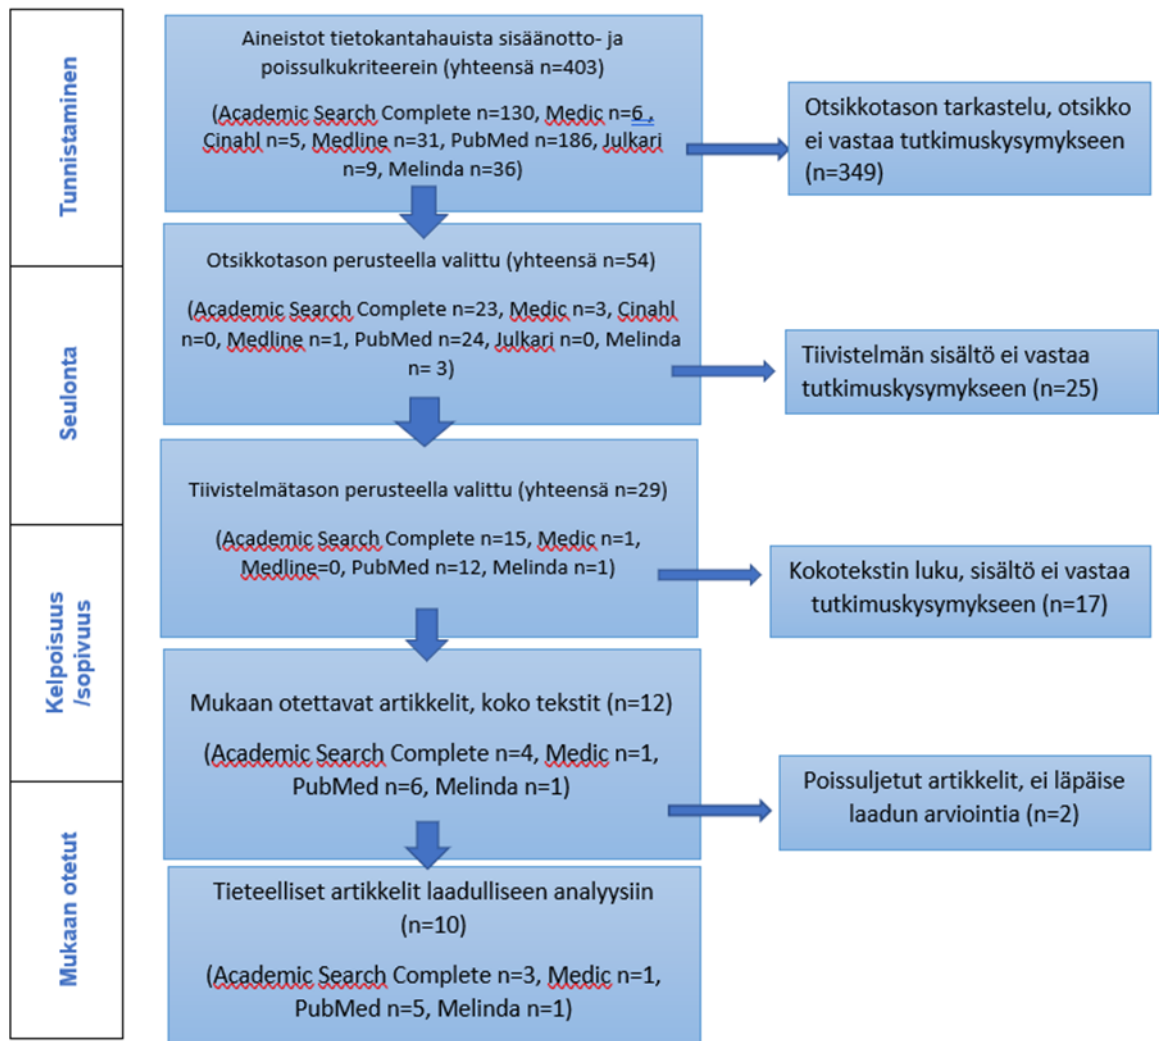 Tunnistaminen
Aineistot tietokantahauista sisäänotto- ja
poissulkukriteerein (yhteensä n=403)
(Academic Search Complete n=130, Medic n=6 ,
Cinahl n=5, Medline n=31, PubMed n=186, Julkari
n=9, Melinda n=36)
Otsikkotason tarkastelu, otsikko
ei vastaa tutkimuskysymykseen
(n=349)
Seulonta
Otsikkotason perusteella valittu (yhteensä n=54)
(Academic Search Complete n=23, Medic n=3, Cinahl
n=0, Medline n=1, PubMed n=24, Julkari n=0, Melinda
n= 3)
Tiivistelmän sisältö ei vastaa
tutkimuskysymykseen (n=25)
Tiivistelmätason perusteella valittu (yhteensä n=29)
(Academic Search Complete n=15, Medic n=1,
Medline=0, PubMed n=12, Melinda n=1)
Kokotekstin luku, sisältö ei vastaa
tutkimuskysymykseen (n=17)
Kelpoisuus
/sopivuus
Mukaan otettavat artikkelit, koko tekstit (n=12)
(Academic Search Complete n=4, Medic n=1,
PubMed n=6, Melinda n=1)
Poissuljetut artikkelit, ei läpäise
laadun arviointia (n=2)
Mukaan otetut
Tieteelliset artikkelit laadulliseen analyysiin
(n=10)
(Academic Search Complete n=3, Medic n=1,
PubMed n=5, Melinda n=1)